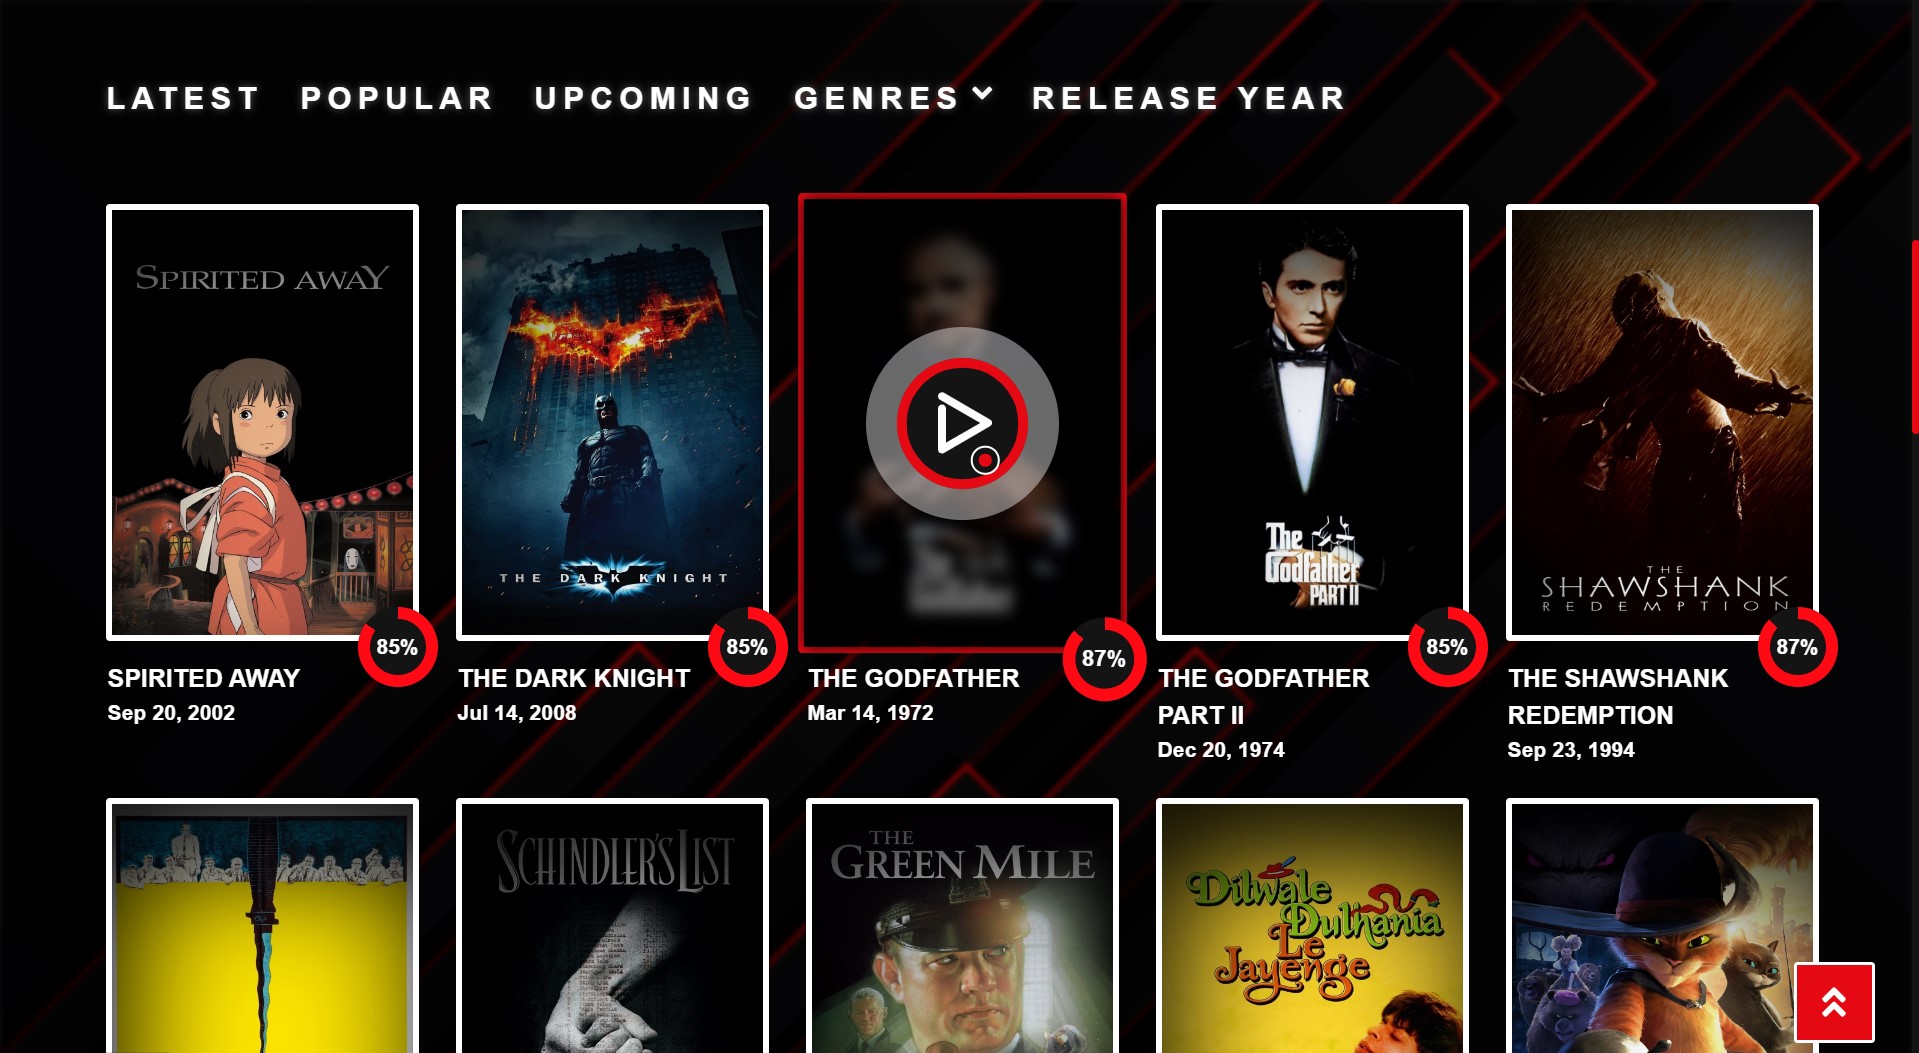 LATEST POPULAR UPCOMING GENRES RELEASE YEAR
SPIRITED AWAY
THE DARK KNIGHT
The
Godfather
The
Godfather
PART II
THE
SHAWSHANK
REDEMPTION
85%
85%
87%
85%
87%
SPIRITED AWAY
Sep 20, 2002
THE DARK KNIGHT
Jul 14, 2008
THE GODFATHER
Mar 14, 1972
THE GODFATHER
PART II
Dec 20, 1974
THE SHAWSHANK
REDEMPTION
Sep 23, 1994
SCHINDLER'S LIST
THE
GREEN MILE
Dilwale
Dulhania
Le
Jayenge